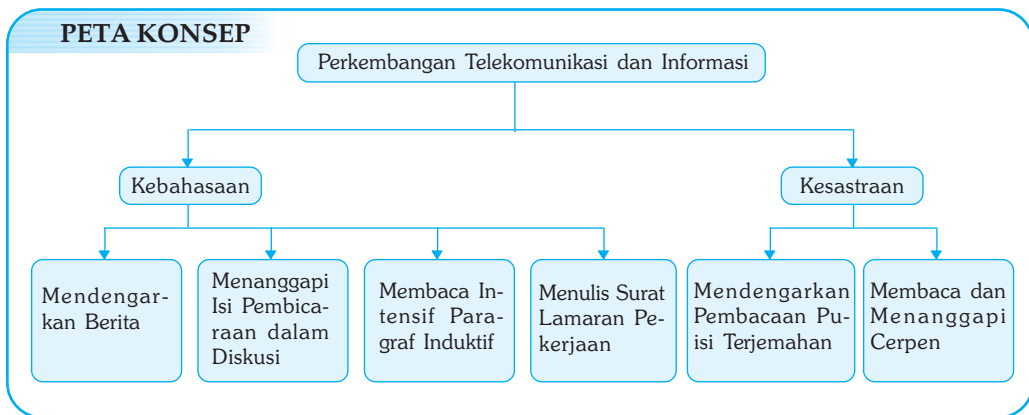 PETA KONSEP
Perkembangan Telekomunikasi dan Informasi
Kebahasaan
Kesastraan
Mendengar-
kan Berita
Menanggapi
Isi Pembica-
raan dalam
Diskusi
Membaca In-
tensif Para-
graf Induktif
Menulis Surat
Lamaran Pe-
kerjaan
Mendengarkan
Pembacaan Pu-
isi Terjemahan
Membaca dan
Menanggapi
Cerpen